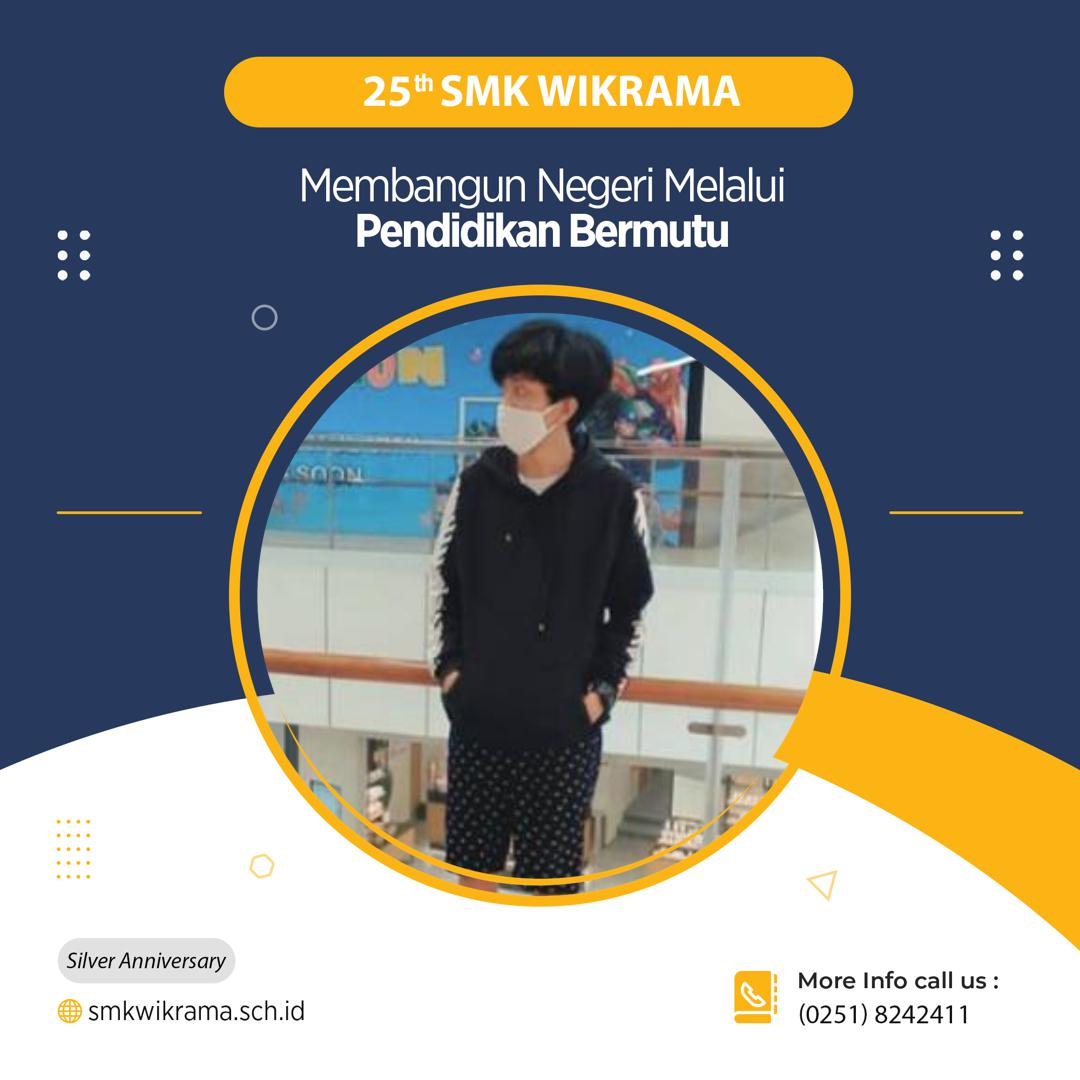 25th SMK WIKRAMA
Membangun Negeri Melalui
Pendidikan Bermutu
SOON
Silver Anniversary
smkwikrama.sch.id
More Info call us :
(0251) 8242411